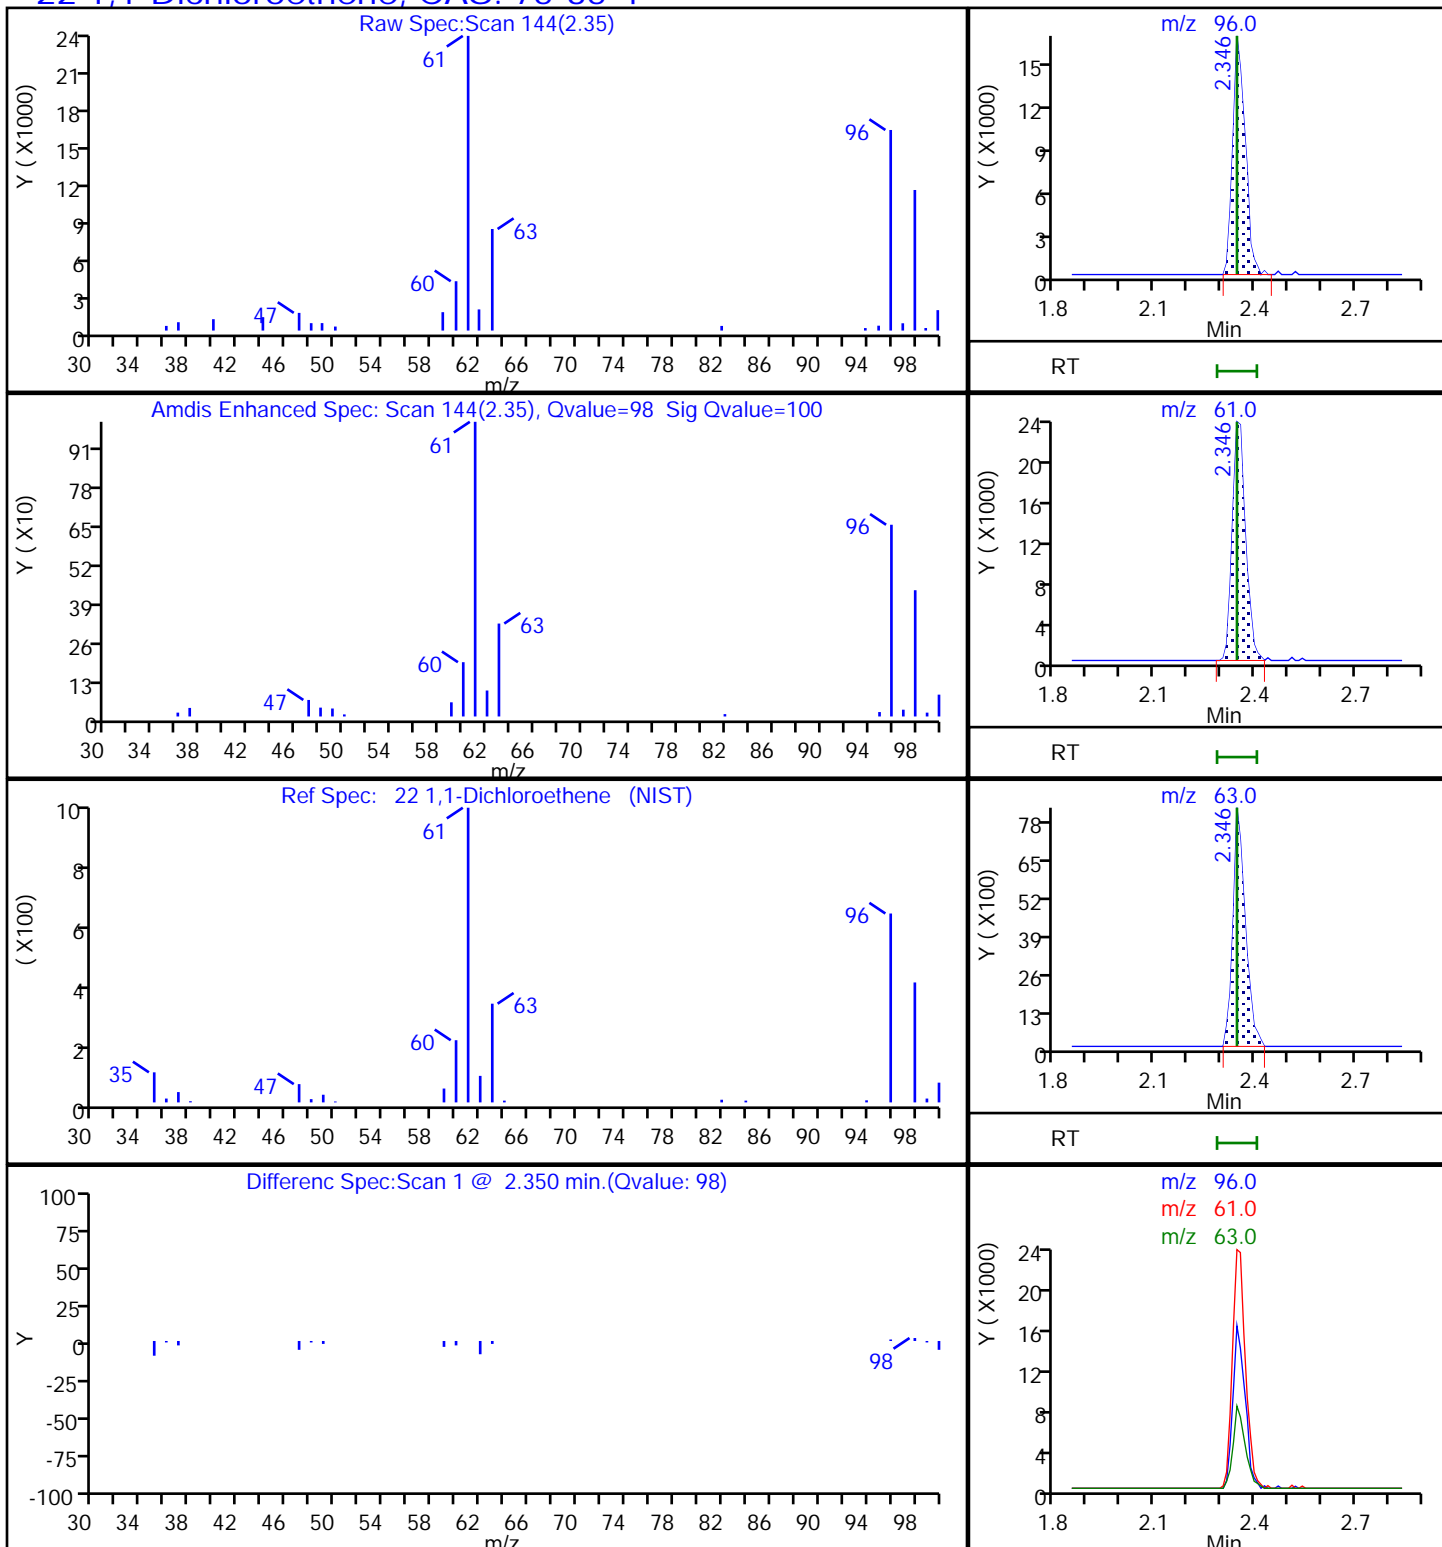 22 1,1-Dichloroethene, CAS: 75-35-4
Raw Spec:Scan 144(2.35)
Y ( X1000)
24
21
18
15
12
9
6
3
0
61
96
63
60
47
30 34 38 42 46 50 54 58 62 66 70 74 78 82 86 90 94 98
m/z
m/z 96.0
2.346
Y ( X1000)
15
12
9
6
3
0
1.8 2.1 2.4 2.7
Min
RT
Amdis Enhanced Spec: Scan 144(2.35), Qvalue=98 Sig Qvalue=100
Y ( X10)
91
78
65
52
39
26
13
0
61
96
63
60
47
30 34 38 42 46 50 54 58 62 66 70 74 78 82 86 90 94 98
m/z
m/z 61.0
2.346
Y ( X1000)
24
20
16
12
8
4
0
1.8 2.1 2.4 2.7
Min
RT
Ref Spec: 22 1,1-Dichloroethene (NIST)
( X100)
10
8
6
4
2
0
61
96
63
60
35
47
30 34 38 42 46 50 54 58 62 66 70 74 78 82 86 90 94 98
m/z 63.0
2.346
Y ( X100)
78
65
52
39
26
13
0
1.8 2.1 2.4 2.7
Min
RT
Differenc Spec:Scan 1 @ 2.350 min.(Qvalue: 98)
Y
100
75
50
25
0
-25
-50
-75
-100
98
30 34 38 42 46 50 54 58 62 66 70 74 78 82 86 90 94 98
m/z
m/z 96.0
m/z 61.0
m/z 63.0
Y ( X1000)
24
20
16
12
8
4
0
1.8 2.1 2.4 2.7
Min